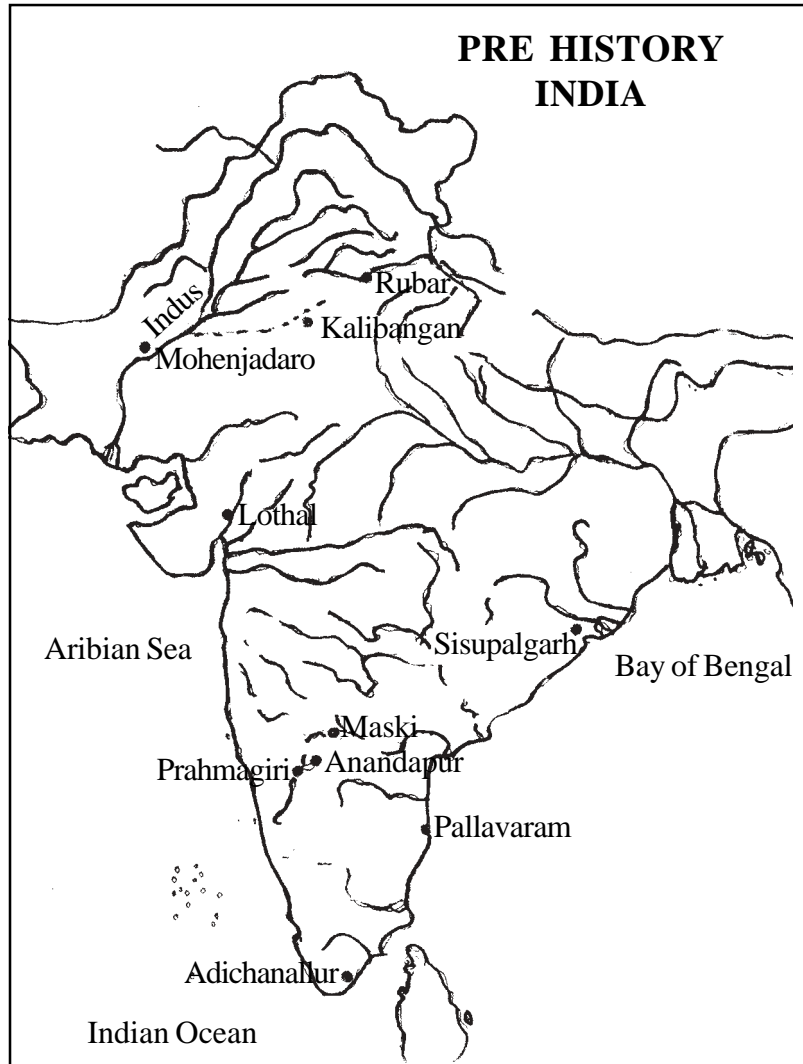 PRE HISTORY
INDIA
Rubar
Indus
Kalibangan
Mohenjadaro
Lothal
Aribian Sea
Sisupalgarh
Bay of Bengal
Maski
Anandapur
Prahmagiri
Pallavaram
Adichanallur
Indian Ocean